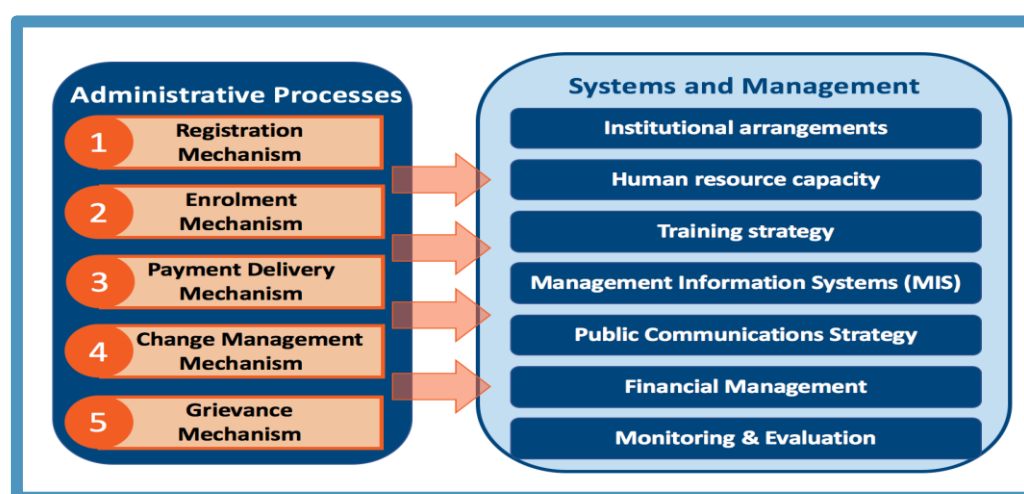 Administrative Processes
1
Registration
Mechanism
2
Enrolment
Mechanism
3
Payment Delivery
Mechanism
4
Change Management
Mechanism
5
Grievance
Mechanism
Systems and Management
Institutional arrangements
Human resource capacity
Training strategy
Management Information Systems (MIS)
Public Communications Strategy
Financial Management
Monitoring & Evaluation